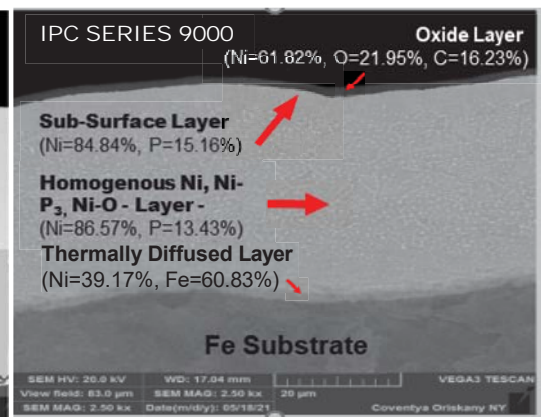 IPC SERIES 9000
Oxide Layer
(Ni=61.82%, O=21.95%, C=16.23%)
Sub-Surface Layer
(Ni=84.84%, P=15.16%)
Homogenous Ni, Ni-
P3, Ni-O - Layer -
(Ni=86.57%, P=13.43%)
Thermally Diffused Layer
(Ni=39.17%, Fe=60.83%)
Fe Substrate
SEM HV: 20.0 kV WD: 17.04 mm VEGA3 TESCAN
View field: 83.0 µm SEM MAG: 2.50 kx 20 µm
SEM MAG: 2.50 kx Date(m/d/y): 05/18/21 Coventya Oriskany NY